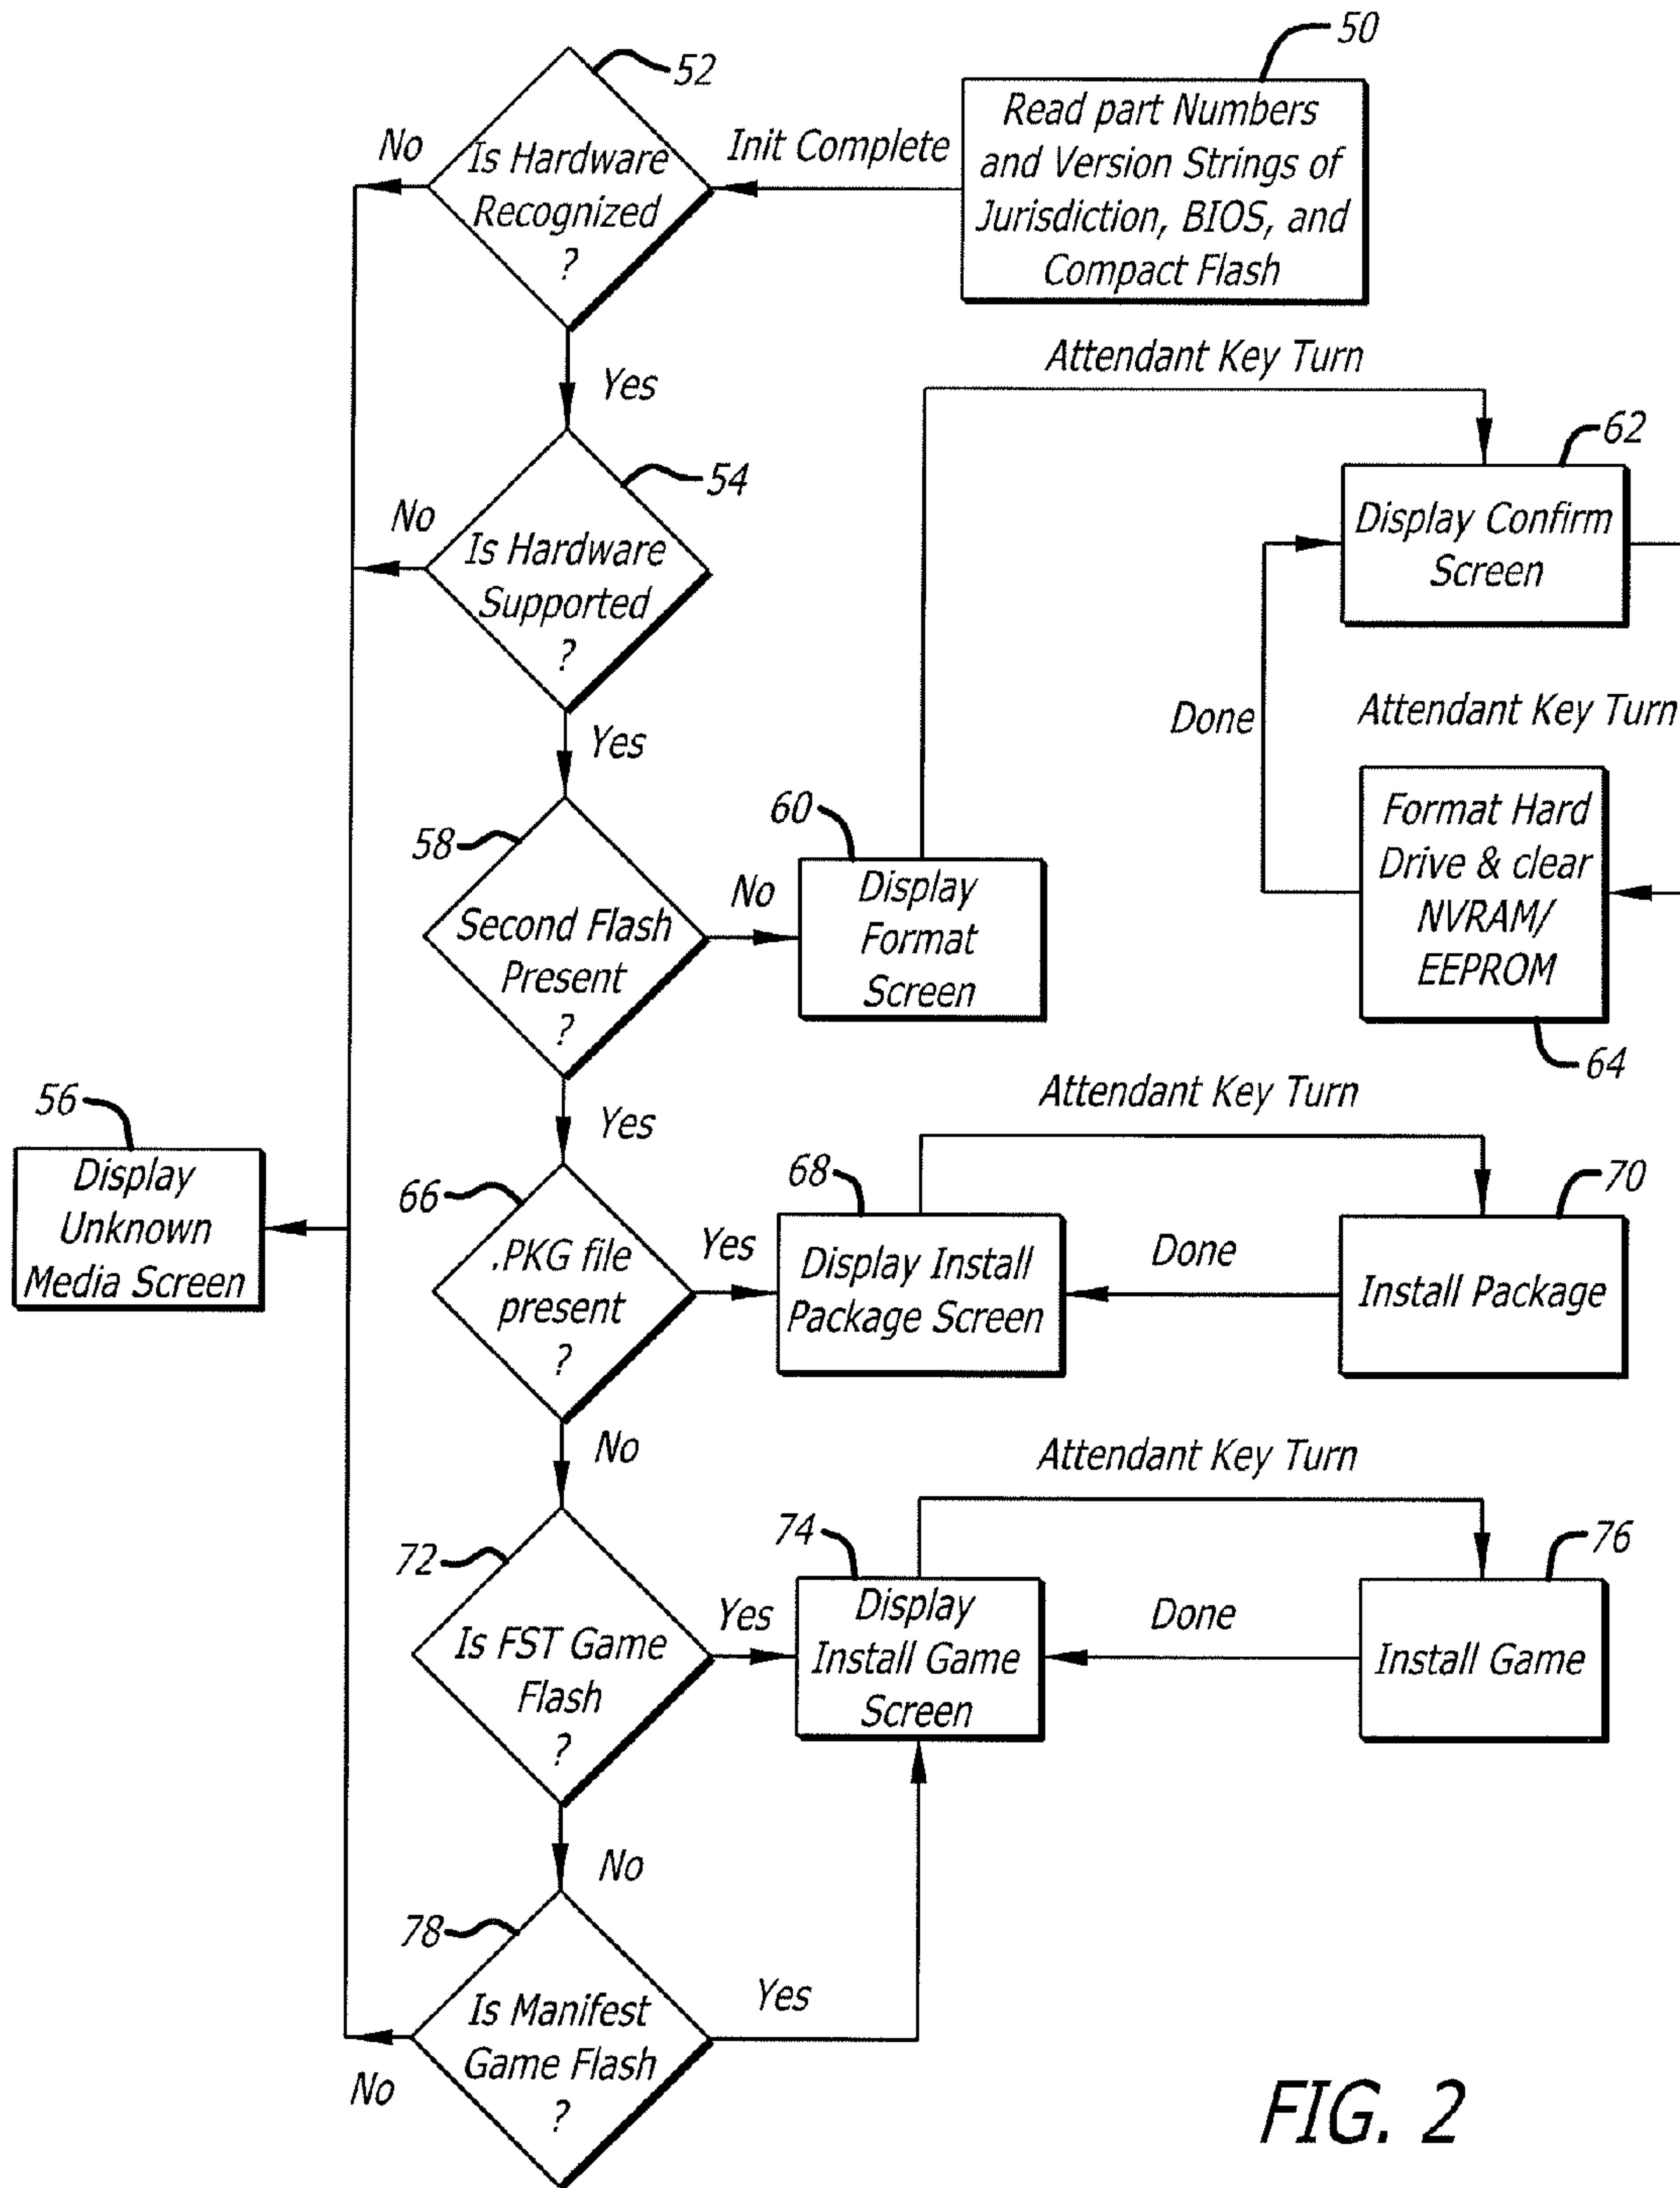 50
52
Read part Numbers
and Version Strings of
Jurisdiction, BIOS, and
Compact Flash
Init Complete
No
Is Hardware
Recognized
?
Yes
Attendant Key Turn
54
62
No
Is Hardware
Supported
?
Display Confirm
Screen
Yes
Done
Attendant Key Turn
58
60
Second Flash
Present
?
No
Display
Format
Screen
Format Hard
Drive & clear
NVRAM/
EEPROM
64
Yes
Attendant Key Turn
56
Display
Unknown
Media Screen
66
68
70
.PKG file
present
?
Yes
Display Install
Package Screen
Done
Install Package
No
Attendant Key Turn
72
74
76
Is FST Game
Flash
?
Yes
Display
Install Game
Screen
Done
Install Game
No
78
Is Manifest
Game Flash
?
Yes
No
FIG. 2